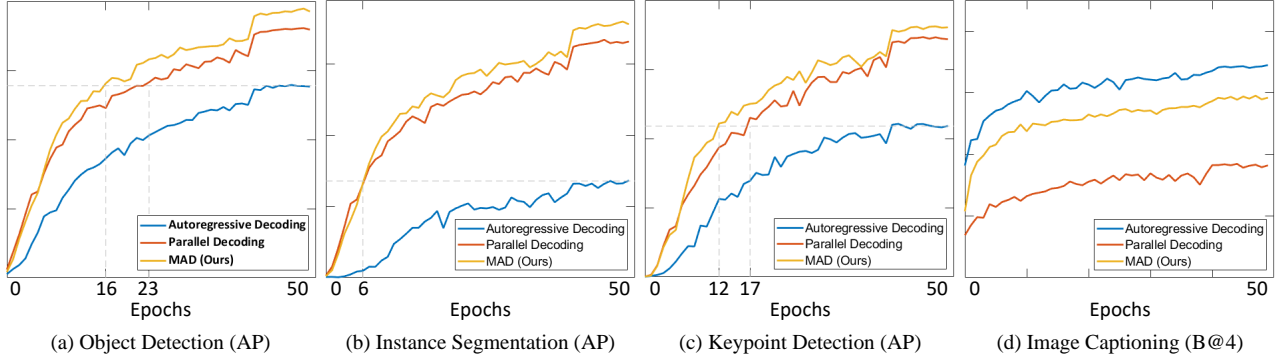 Autoregressive Decoding
Parallel Decoding
MAD (Ours)
0 16 23 50
Epochs
(a) Object Detection (AP)
Autoregressive Decoding
Parallel Decoding
MAD (Ours)
0 6 50
Epochs
(b) Instance Segmentation (AP)
Autoregressive Decoding
Parallel Decoding
MAD (Ours)
0 12 17 50
Epochs
(c) Keypoint Detection (AP)
Autoregressive Decoding
Parallel Decoding
MAD (Ours)
0 50
Epochs
(d) Image Captioning (B@4)